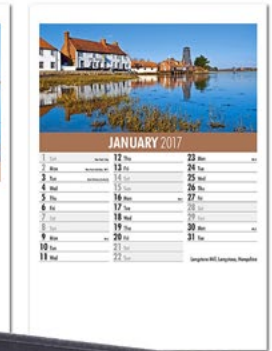 JANUARY 2017
1 Sun
2 Mon
3 Tue
4 Wed
5 Thu
6 Fri
7 Sat
8 Sun
9 Mon
10 Tue
11 Wed
12 Thu
13 Fri
14 Sat
15 Sun
16 Mon
17 Tue
18 Wed
19 Thu
20 Fri
21 Sat
22 Sun
23 Mon
24 Tue
25 Wed
26 Thu
27 Fri
28 Sat
29 Sun
30 Mon
31 Tue
Langstone Mill, Langstone, Hampshire